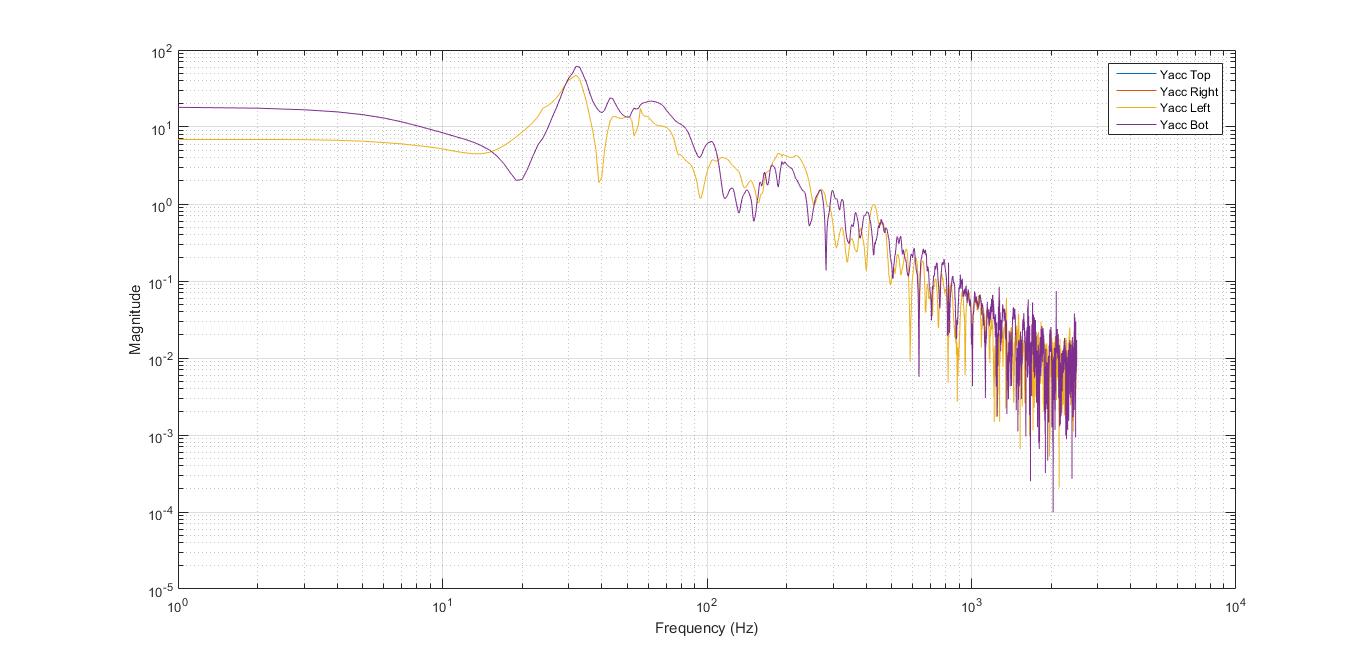 10^2
10^1
10^0
10^-1
10^-2
10^-3
10^-4
10^-5
Magnitude
Yacc Top
Yacc Right
Yacc Left
Yacc Bot
10^0 10^1 10^2 10^3 10^4
Frequency (Hz)